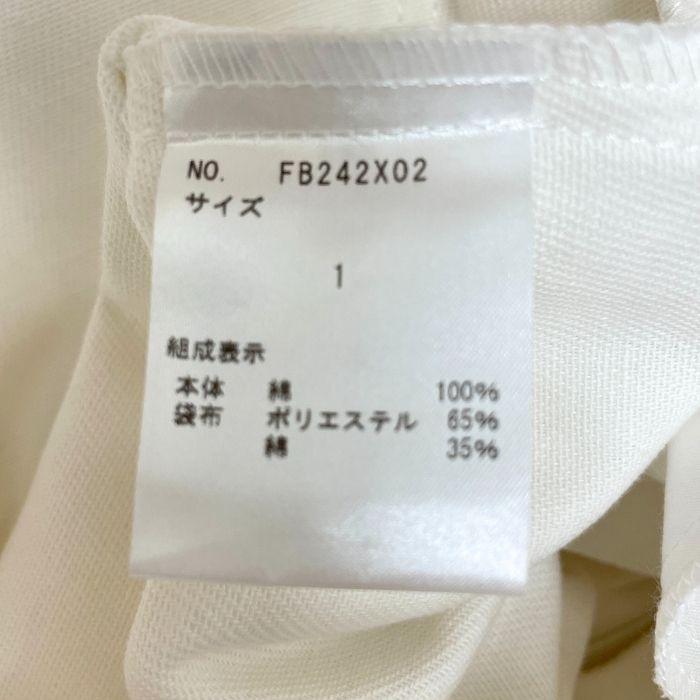 NO. FB242X02
サイズ
1
組成表示
本体 綿 100%
袋布 ポリエステル 65%
綿 35%